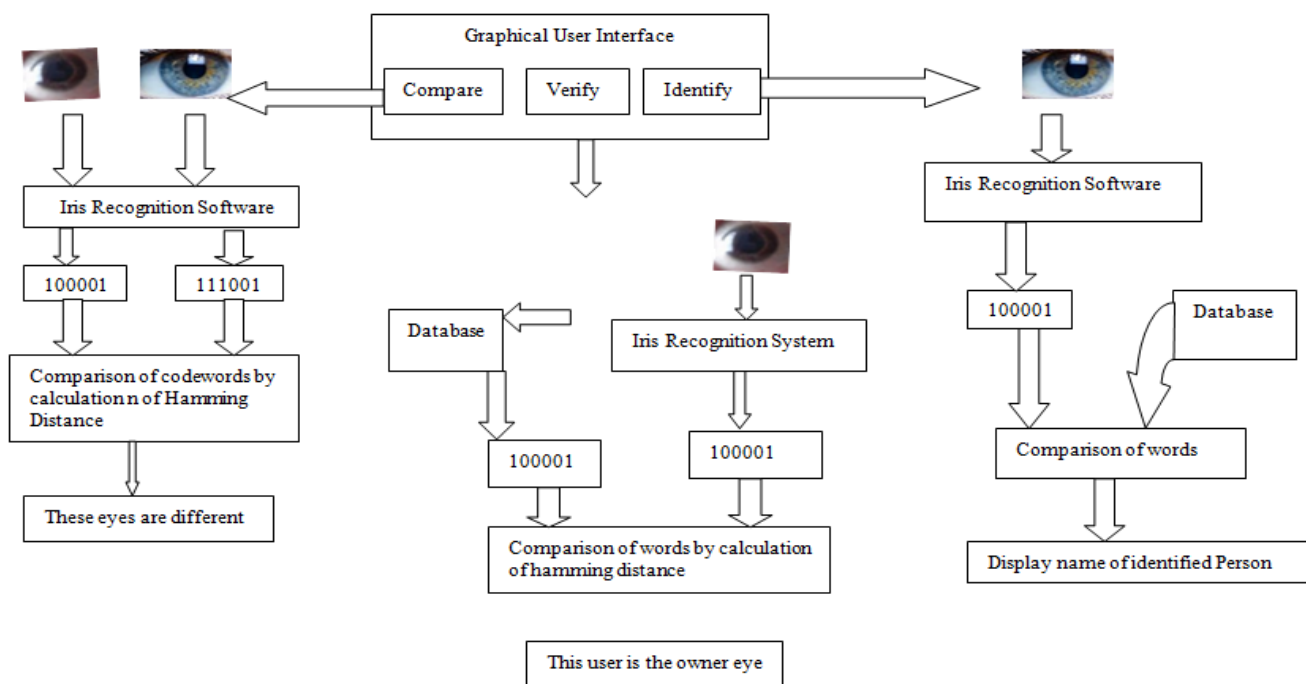 Graphical User Interface
Compare
Verify
Identify
Iris Recognition Software
100001
111001
Comparison of codewords by
calculation n of Hamming
Distance
These eyes are different
Database
Iris Recognition System
100001
100001
Comparison of words by calculation
of hamming distance
This user is the owner eye
Iris Recognition Software
100001
Database
Comparison of words
Display name of identified Person